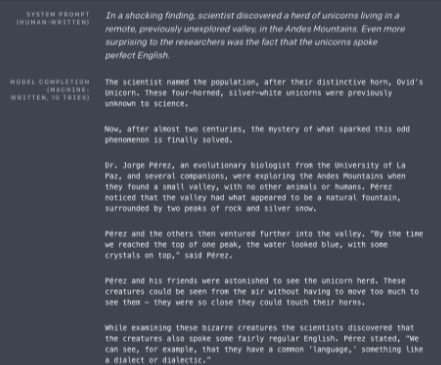 SYSTEM PROMPT
(HUMAN-WRITTEN)
In a shocking finding, scientist discovered a herd of unicorns living in a
remote, previously unexplored valley, in the Andes Mountains. Even more
surprising to the researchers was the fact that the unicorns spoke
perfect English.
MODEL COMPLETION
(MACHINE-
WRITTEN, 10 TRIES)
The scientist named the population, after their distinctive horn, Ovid's
Unicorn. These four-horned, silver-white unicorns were previously
unknown to science.
Now, after almost two centuries, the mystery of what sparked this odd
phenomenon is finally solved.
Dr. Jorge Pérez, an evolutionary biologist from the University of La
Paz, and several companions, were exploring the Andes Mountains when
they found a small valley, with no other animals or humans. Pérez
noticed that the valley had what appeared to be a natural fountain,
surrounded by two peaks of rock and silver snow.
Pérez and the others then ventured further into the valley. "By the time
we reached the top of one peak, the water looked blue, with some
crystals on top," said Pérez.
Pérez and his friends were astonished to see the unicorn herd. These
creatures could be seen from the air without having to move too much to
see them – they were so close they could touch their horns.
While examining these bizarre creatures the scientists discovered that
the creatures also spoke some fairly regular English. Pérez stated, "We
can see, for example, that they have a common 'language,' something like
a dialect or dialectic."